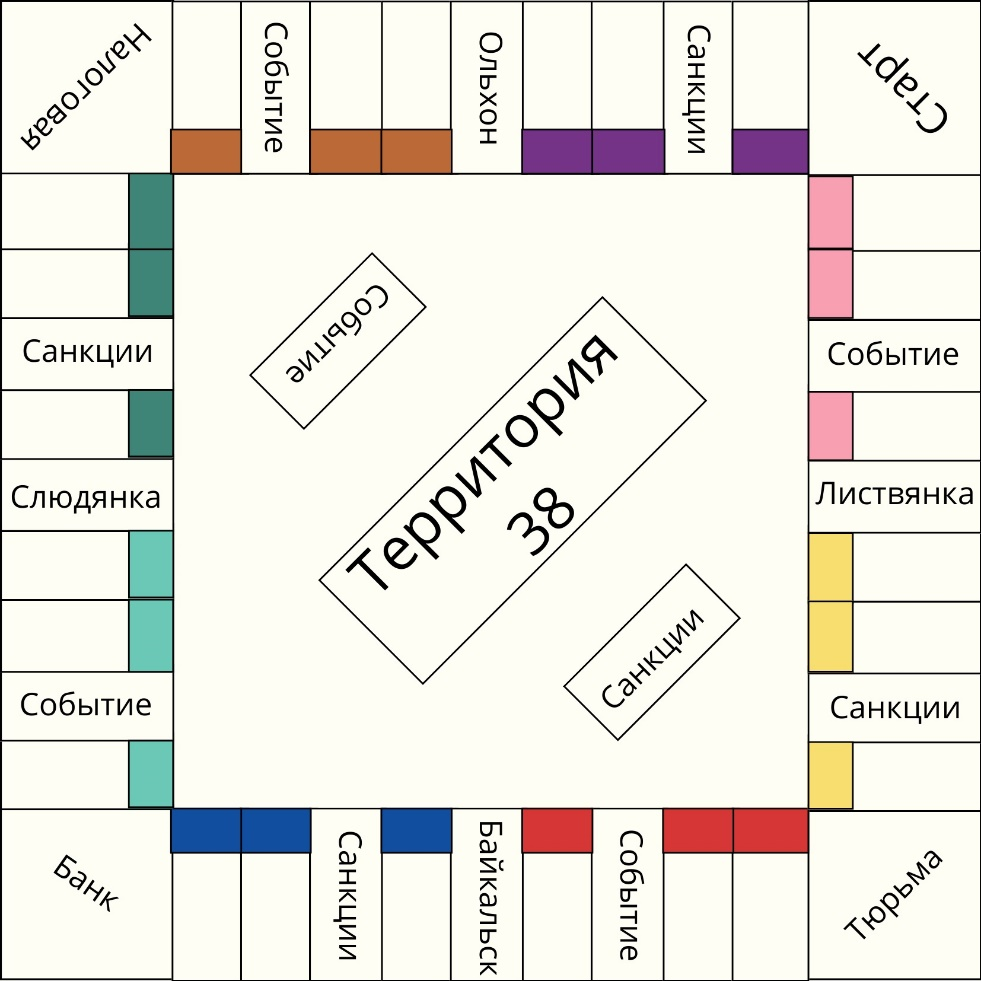 Налоговая
Событие
Ольхон
Санкции
Старт
Санкции
Слюдянка
Событие
Событие
Территория
38
Санкции
Событие
Листвянка
Санкции
Банк
Санкции
Байкальск
Событие
Тюрьма